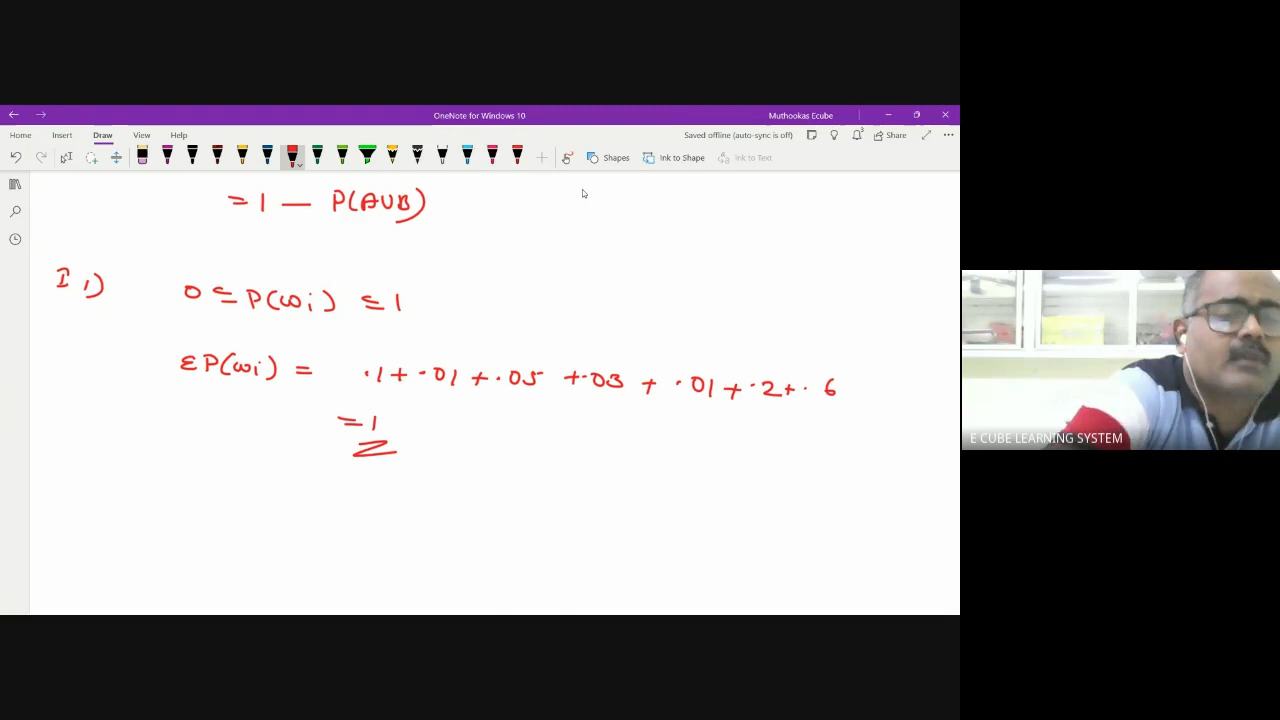 OneNote for Windows 10
Muthookas Ecube
Home Insert Draw View Help
Saved offline (auto-sync is off)
Share
Shapes
Ink to Shape
Ink to Text
= 1 — P(AUB)
I 1)
0 ≤ P(ωi) ≤ 1
ΣP(ωi) = .1 + .01 + .05 + .03 + .01 + .2 + .6
= 1
E CUBE LEARNING SYSTEM